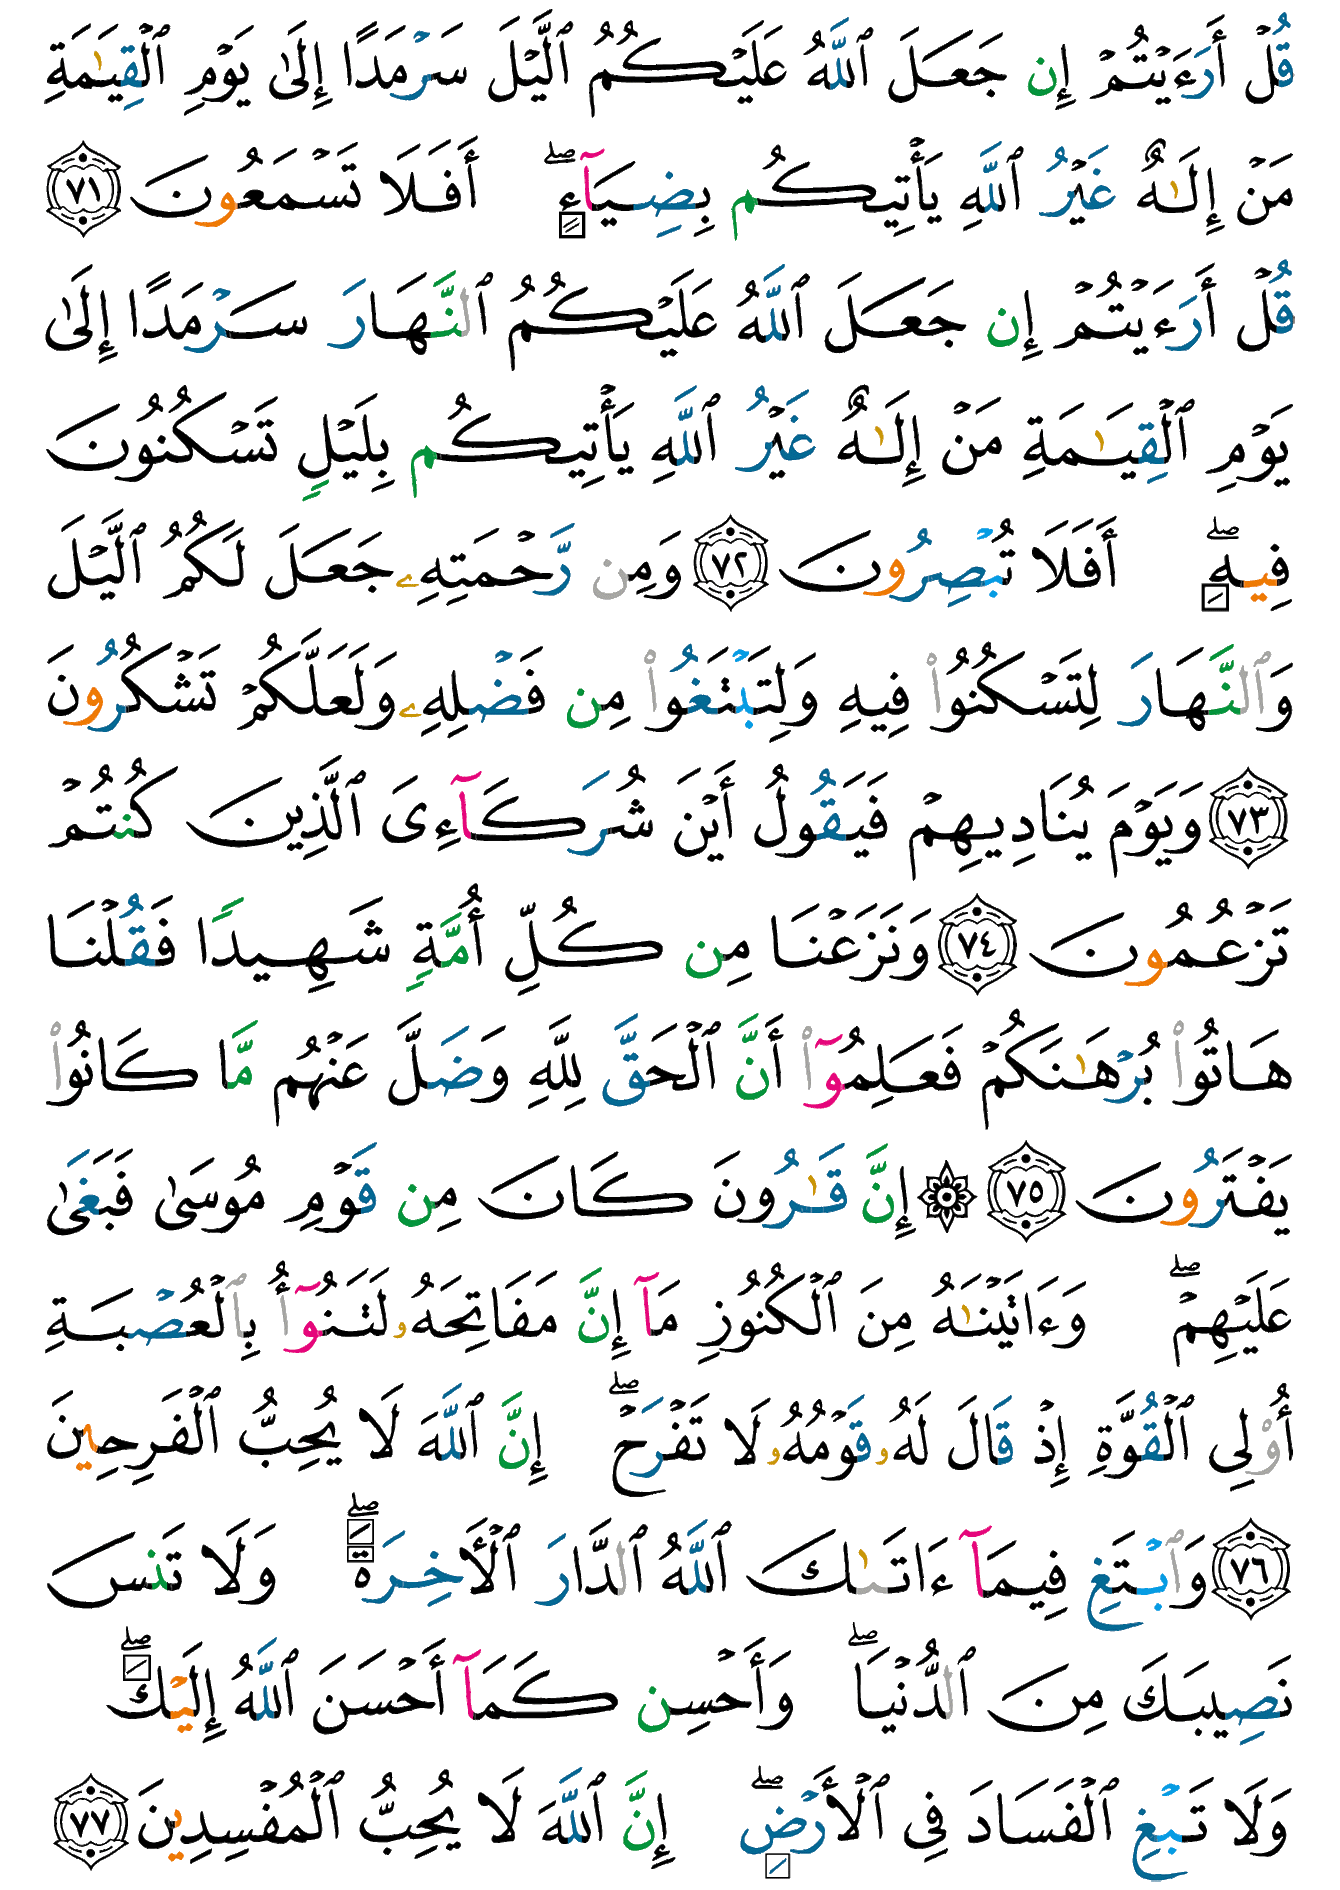 قُلْ أَرَءَيْتُمْ إِن جَعَلَ ٱللَّهُ عَلَيْكُمُ ٱلَّيْلَ سَرْمَدًا إِلَىٰ يَوْمِ ٱلْقِيَـٰمَةِ
مَنْ إِلَـٰهٌ غَيْرُ ٱللَّهِ يَأْتِيكُم بِضِيَآءٍ ۖ أَفَلَا تَسْمَعُونَ ٧١
قُلْ أَرَءَيْتُمْ إِن جَعَلَ ٱللَّهُ عَلَيْكُمُ ٱلنَّهَارَ سَرْمَدًا إِلَىٰ
يَوْمِ ٱلْقِيَـٰمَةِ مَنْ إِلَـٰهٌ غَيْرُ ٱللَّهِ يَأْتِيكُم بِلَيْلٍ تَسْكُنُونَ
فِيهِ ۖ أَفَلَا تُبْصِرُونَ ٧٢ وَمِن رَّحْمَتِهِۦ جَعَلَ لَكُمُ ٱلَّيْلَ
وَٱلنَّهَارَ لِتَسْكُنُوا۟ فِيهِ وَلِتَبْتَغُوا۟ مِن فَضْلِهِۦ وَلَعَلَّكُمْ تَشْكُرُونَ
٧٣ وَيَوْمَ يُنَادِيهِمْ فَيَقُولُ أَيْنَ شُرَكَآءِىَ ٱلَّذِينَ كُنتُمْ
تَزْعُمُونَ ٧٤ وَنَزَعْنَا مِن كُلِّ أُمَّةٍ شَهِيدًا فَقُلْنَا
هَاتُوا۟ بُرْهَـٰنَكُمْ فَعَلِمُوٓا۟ أَنَّ ٱلْحَقَّ لِلَّهِ وَضَلَّ عَنْهُم مَّا كَانُوا۟
يَفْتَرُونَ ٧٥ ۞ إِنَّ قَـٰرُونَ كَانَ مِن قَوْمِ مُوسَىٰ فَبَغَىٰ
عَلَيْهِمْ ۖ وَءَاتَيْنَـٰهُ مِنَ ٱلْكُنُوزِ مَآ إِنَّ مَفَاتِحَهُۥ لَتَنُوٓأُ بِٱلْعُصْبَةِ
أُو۟لِى ٱلْقُوَّةِ إِذْ قَالَ لَهُۥ قَوْمُهُۥ لَا تَفْرَحْ ۖ إِنَّ ٱللَّهَ لَا يُحِبُّ ٱلْفَرِحِينَ
٧٦ وَٱبْتَغِ فِيمَآ ءَاتَىٰكَ ٱللَّهُ ٱلدَّارَ ٱلْـَٔاخِرَةَ ۖ وَلَا تَنسَ
نَصِيبَكَ مِنَ ٱلدُّنْيَا ۖ وَأَحْسِن كَمَآ أَحْسَنَ ٱللَّهُ إِلَيْكَ ۖ
وَلَا تَبْغِ ٱلْفَسَادَ فِى ٱلْأَرْضِ ۖ إِنَّ ٱللَّهَ لَا يُحِبُّ ٱلْمُفْسِدِينَ ٧٧